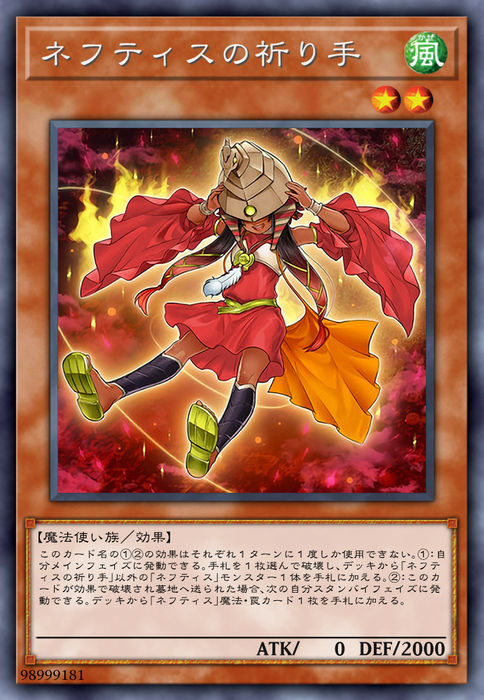 ネフティスの祈り手
かぜ
風
【魔法使い族／効果】
このカード名の①②の効果はそれぞれ１ターンに１度しか使用できない。①：自
分メインフェイズに発動できる。手札を１枚選んで破壊し、デッキから「ネフテ
ィスの祈り手」以外の「ネフティス」モンスター１体を手札に加える。②：このカー
ドが効果で破壊され墓地へ送られた場合、次の自分スタンバイフェイズに発
動できる。デッキから「ネフティス」魔法・罠カード１枚を手札に加える。
ATK/ 0 DEF/2000
98999181